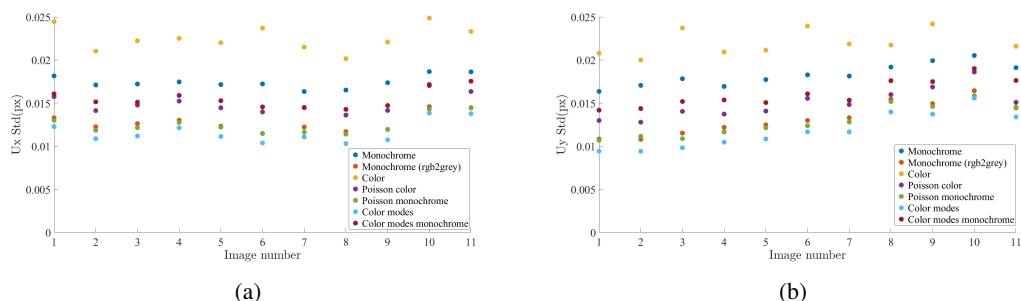 0.025
0.02
0.015
0.01
0.005
0
Ux Std(px)
1 2 3 4 5 6 7 8 9 10 11
Image number
Monochrome
Monochrome (rgb2grey)
Color
Poisson color
Poisson monochrome
Color modes
Color modes monochrome
(a)
0.025
0.02
0.015
0.01
0.005
0
Uy Std(px)
1 2 3 4 5 6 7 8 9 10 11
Image number
Monochrome
Monochrome (rgb2grey)
Color
Poisson color
Poisson monochrome
Color modes
Color modes monochrome
(b)